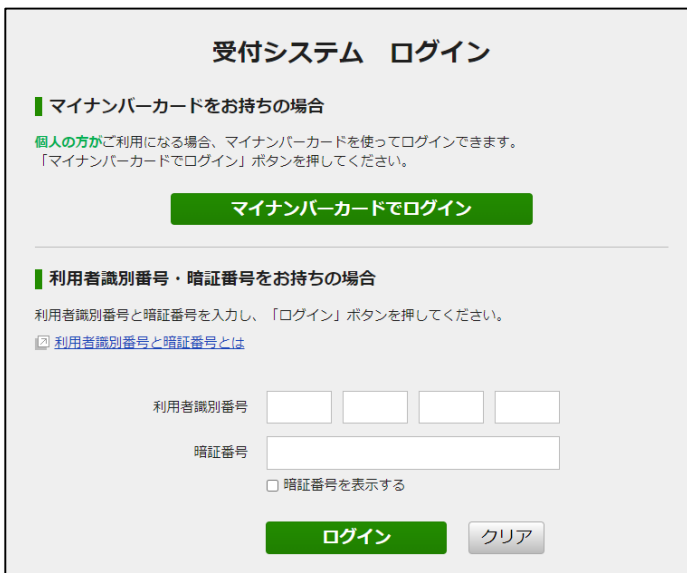 受付システム　ログイン
マイナンバーカードをお持ちの場合
個人の方がご利用になる場合、マイナンバーカードを使ってログインできます。
「マイナンバーカードでログイン」ボタンを押してください。
マイナンバーカードでログイン
利用者識別番号・暗証番号をお持ちの場合
利用者識別番号と暗証番号を入力し、「ログイン」ボタンを押してください。
利用者識別番号と暗証番号とは
利用者識別番号
暗証番号
暗証番号を表示する
ログイン クリア